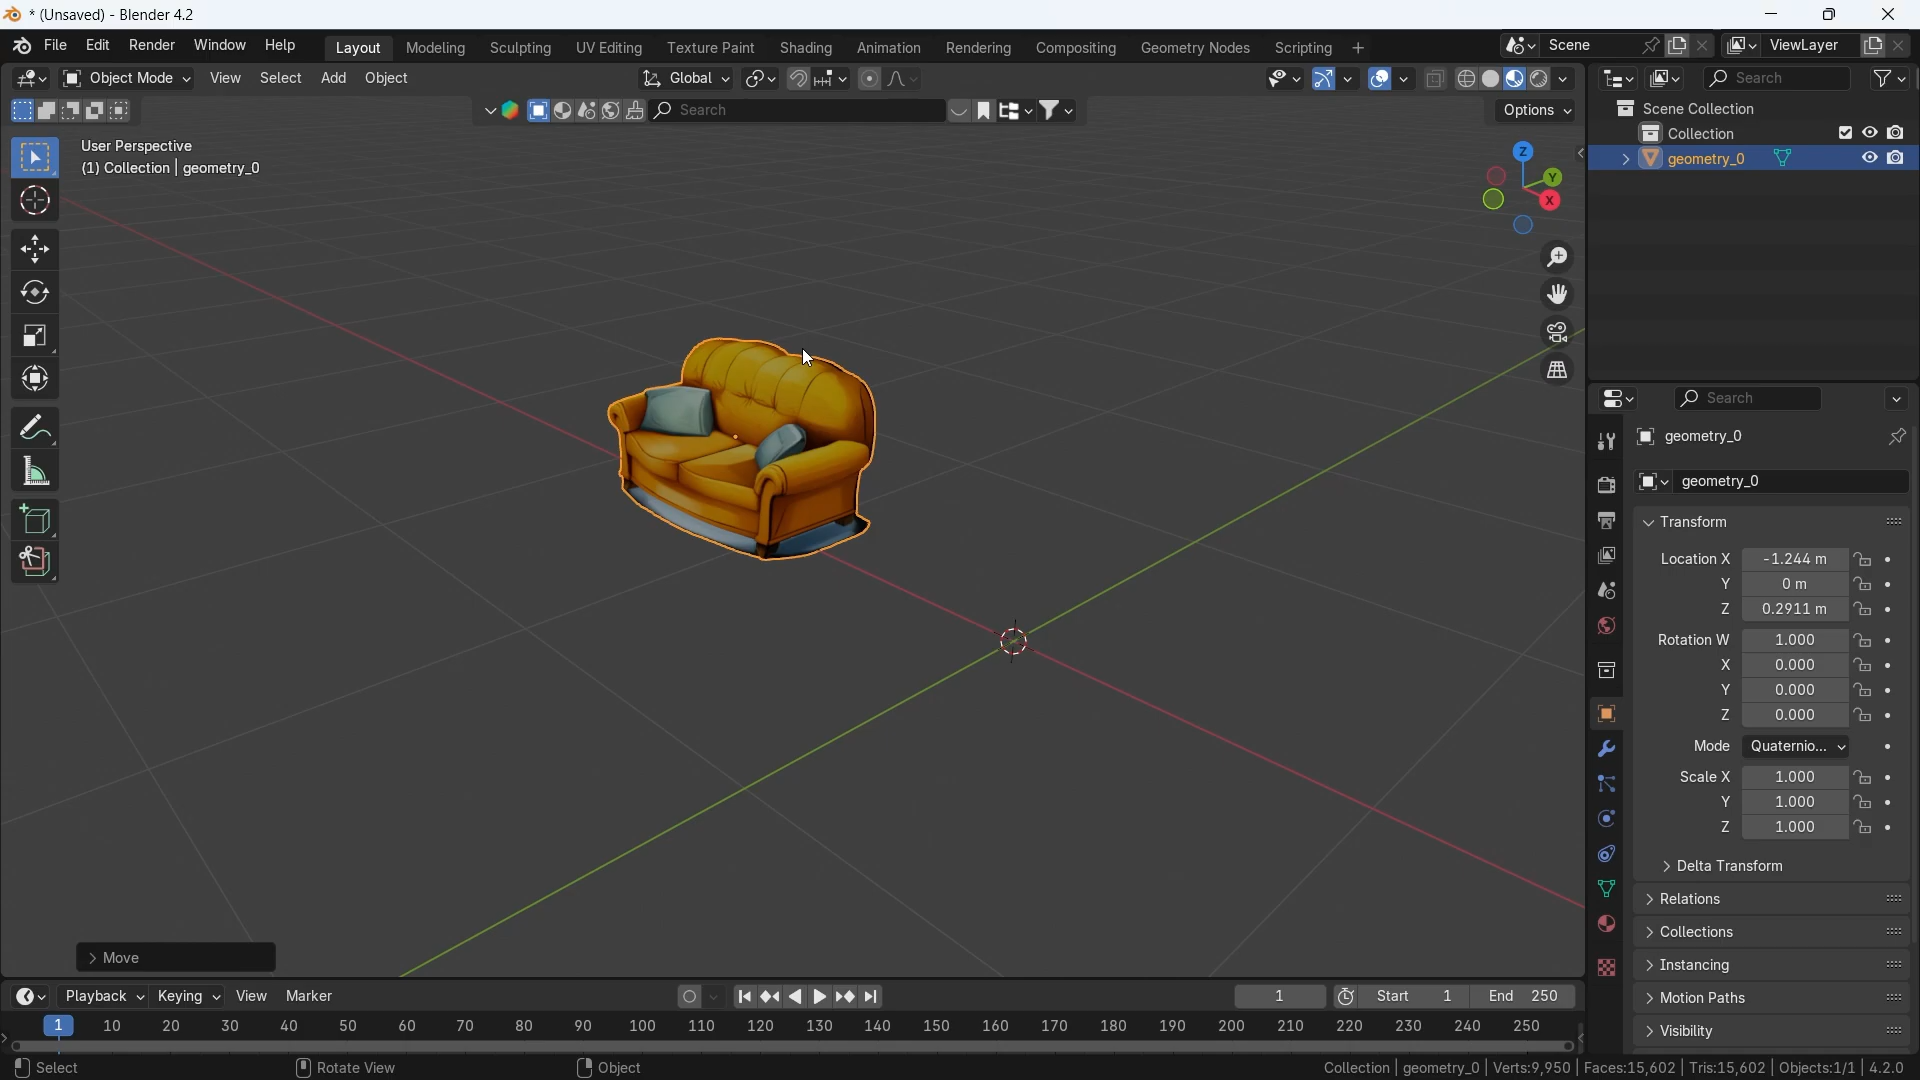 * (Unsaved) - Blender 4.2
File Edit Render Window Help Layout Modeling Sculpting UV Editing Texture Paint Shading Animation Rendering Compositing Geometry Nodes Scripting + Scene ViewLayer
Object Mode View Select Add Object Global Search
Search Options
Scene Collection
Collection
geometry_0
User Perspective
(1) Collection | geometry_0
Z
Y
X
Search
geometry_0
geometry_0
Transform
Location X -1.244 m
Y 0 m
Z 0.2911 m
Rotation W 1.000
X 0.000
Y 0.000
Z 0.000
Mode Quaternio...
Scale X 1.000
Y 1.000
Z 1.000
Delta Transform
Relations
Collections
Instancing
Motion Paths
Visibility
Move
Playback Keying View Marker 1 Start 1 End 250
1 10 20 30 40 50 60 70 80 90 100 110 120 130 140 150 160 170 180 190 200 210 220 230 240 250
Select Rotate View Object Collection | geometry_0 | Verts:9,950 | Faces:15,602 | Tris:15,602 | Objects:1/1 | 4.2.0